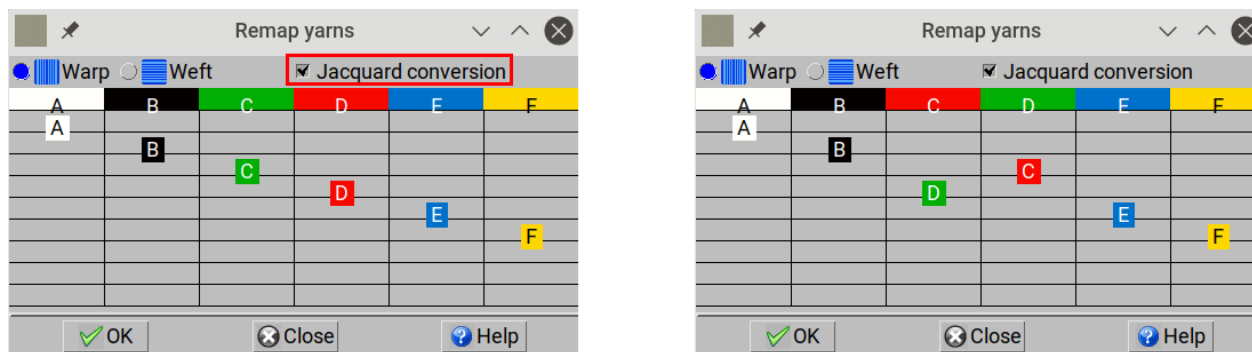 Remap yarns
Warp Weft Jacquard conversion
A B C D E F
A
B
C
D
E
F
OK Close Help
Remap yarns
Warp Weft Jacquard conversion
A B C D E F
A
B
C
D
E
F
OK Close Help